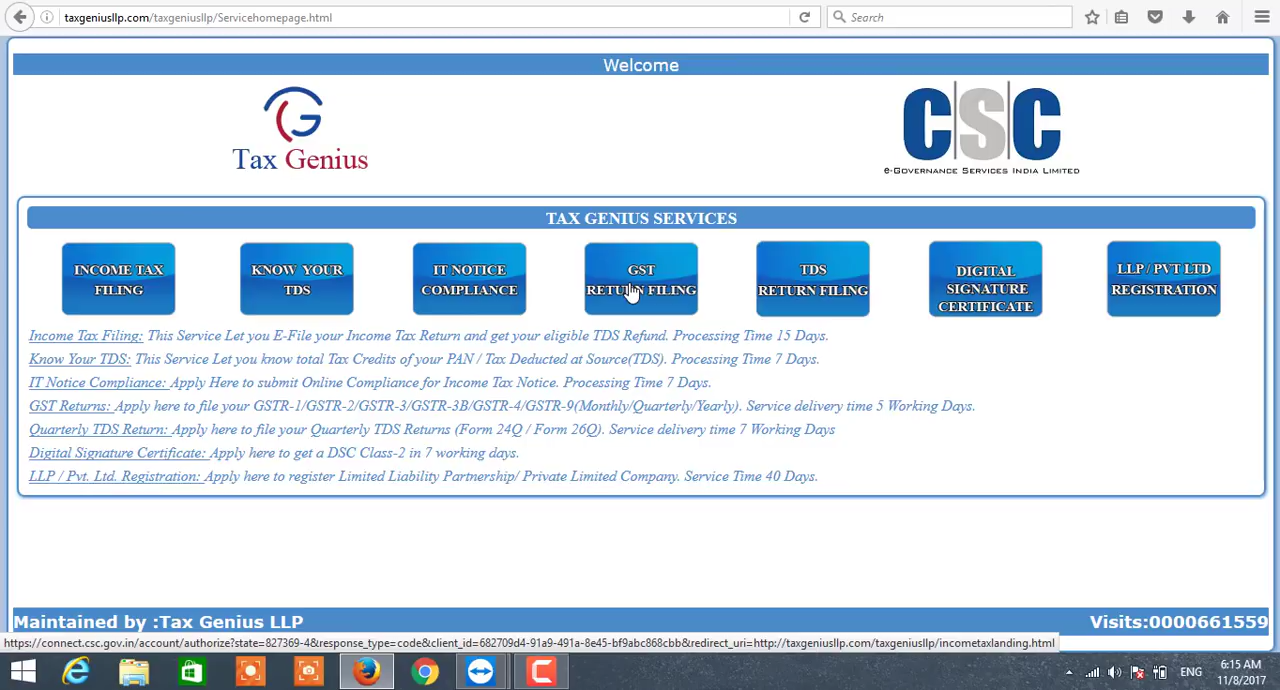 taxgeniusllp.com/taxgeniusllp/Servicehomepage.html
Search
Welcome
Tax Genius
CSC
e-Governance Services India Limited
TAX GENIUS SERVICES
INCOME TAX
FILING
KNOW YOUR
TDS
IT NOTICE
COMPLIANCE
GST
RETURN FILING
TDS
RETURN FILING
DIGITAL
SIGNATURE
CERTIFICATE
LLP / PVT LTD
REGISTRATION
Income Tax Filing: This Service Let you E-File your Income Tax Return and get your eligible TDS Refund. Processing Time 15 Days.
Know Your TDS: This Service Let you know total Tax Credits of your PAN / Tax Deducted at Source(TDS). Processing Time 7 Days.
IT Notice Compliance: Apply Here to submit Online Compliance for Income Tax Notice. Processing Time 7 Days.
GST Returns: Apply here to file your GSTR-1/GSTR-2/GSTR-3/GSTR-3B/GSTR-4/GSTR-9(Monthly/Quarterly/Yearly). Service delivery time 5 Working Days.
Quarterly TDS Return: Apply here to file your Quarterly TDS Returns (Form 24Q / Form 26Q). Service delivery time 7 Working Days
Digital Signature Certificate: Apply here to get a DSC Class-2 in 7 working days.
LLP / Pvt. Ltd. Registration: Apply here to register Limited Liability Partnership/ Private Limited Company. Service Time 40 Days.
Maintained by :Tax Genius LLP
Visits:0000661559
https://connect.csc.gov.in/account/authorize?state=827369-4&response_type=code&client_id=682709d4-91a9-491a-8e45-bf9abc868cbb&redirect_uri=http://taxgeniusllp.com/taxgeniusllp/incometaxlanding.html
ENG
6:15 AM
11/8/2017